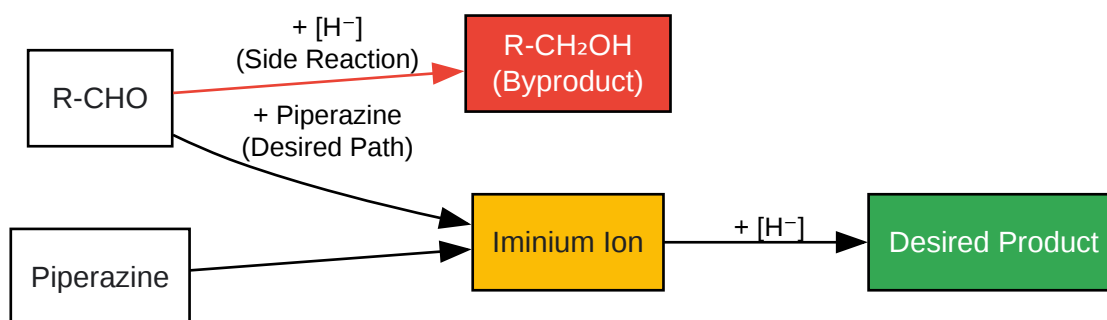 + [H⁻]
(Side Reaction)
R-CH₂OH
(Byproduct)
R-CHO
+ Piperazine
(Desired Path)
Iminium Ion
+ [H⁻]
Desired Product
Piperazine